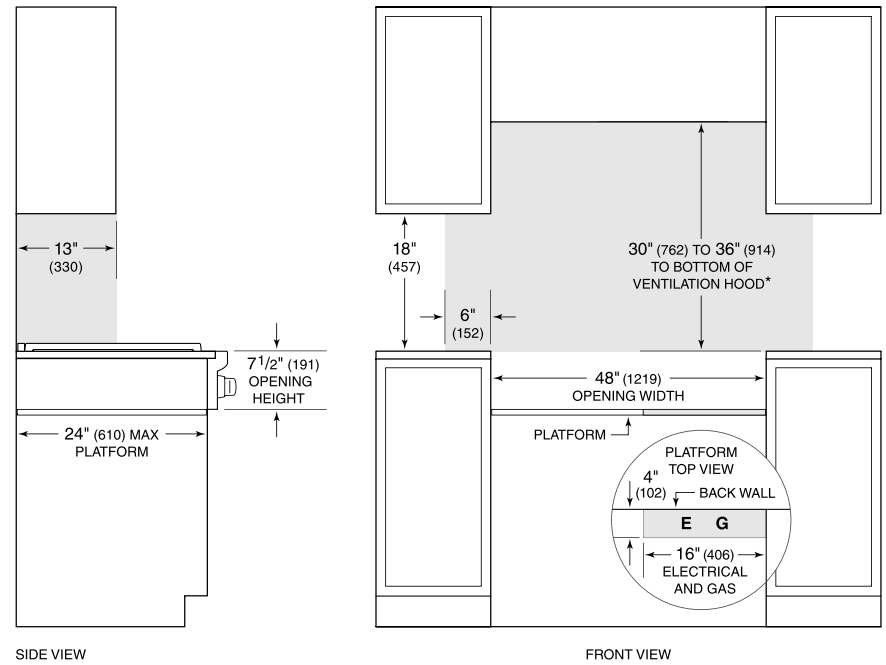 13"
(330)
7 1/2" (191)
OPENING
HEIGHT
24" (610) MAX
PLATFORM
SIDE VIEW
18"
(457)
30" (762) TO 36" (914)
TO BOTTOM OF
VENTILATION HOOD*
6"
(152)
48" (1219)
OPENING WIDTH
PLATFORM
PLATFORM
TOP VIEW
4"
(102)
BACK WALL
E G
16" (406)
ELECTRICAL
AND GAS
FRONT VIEW